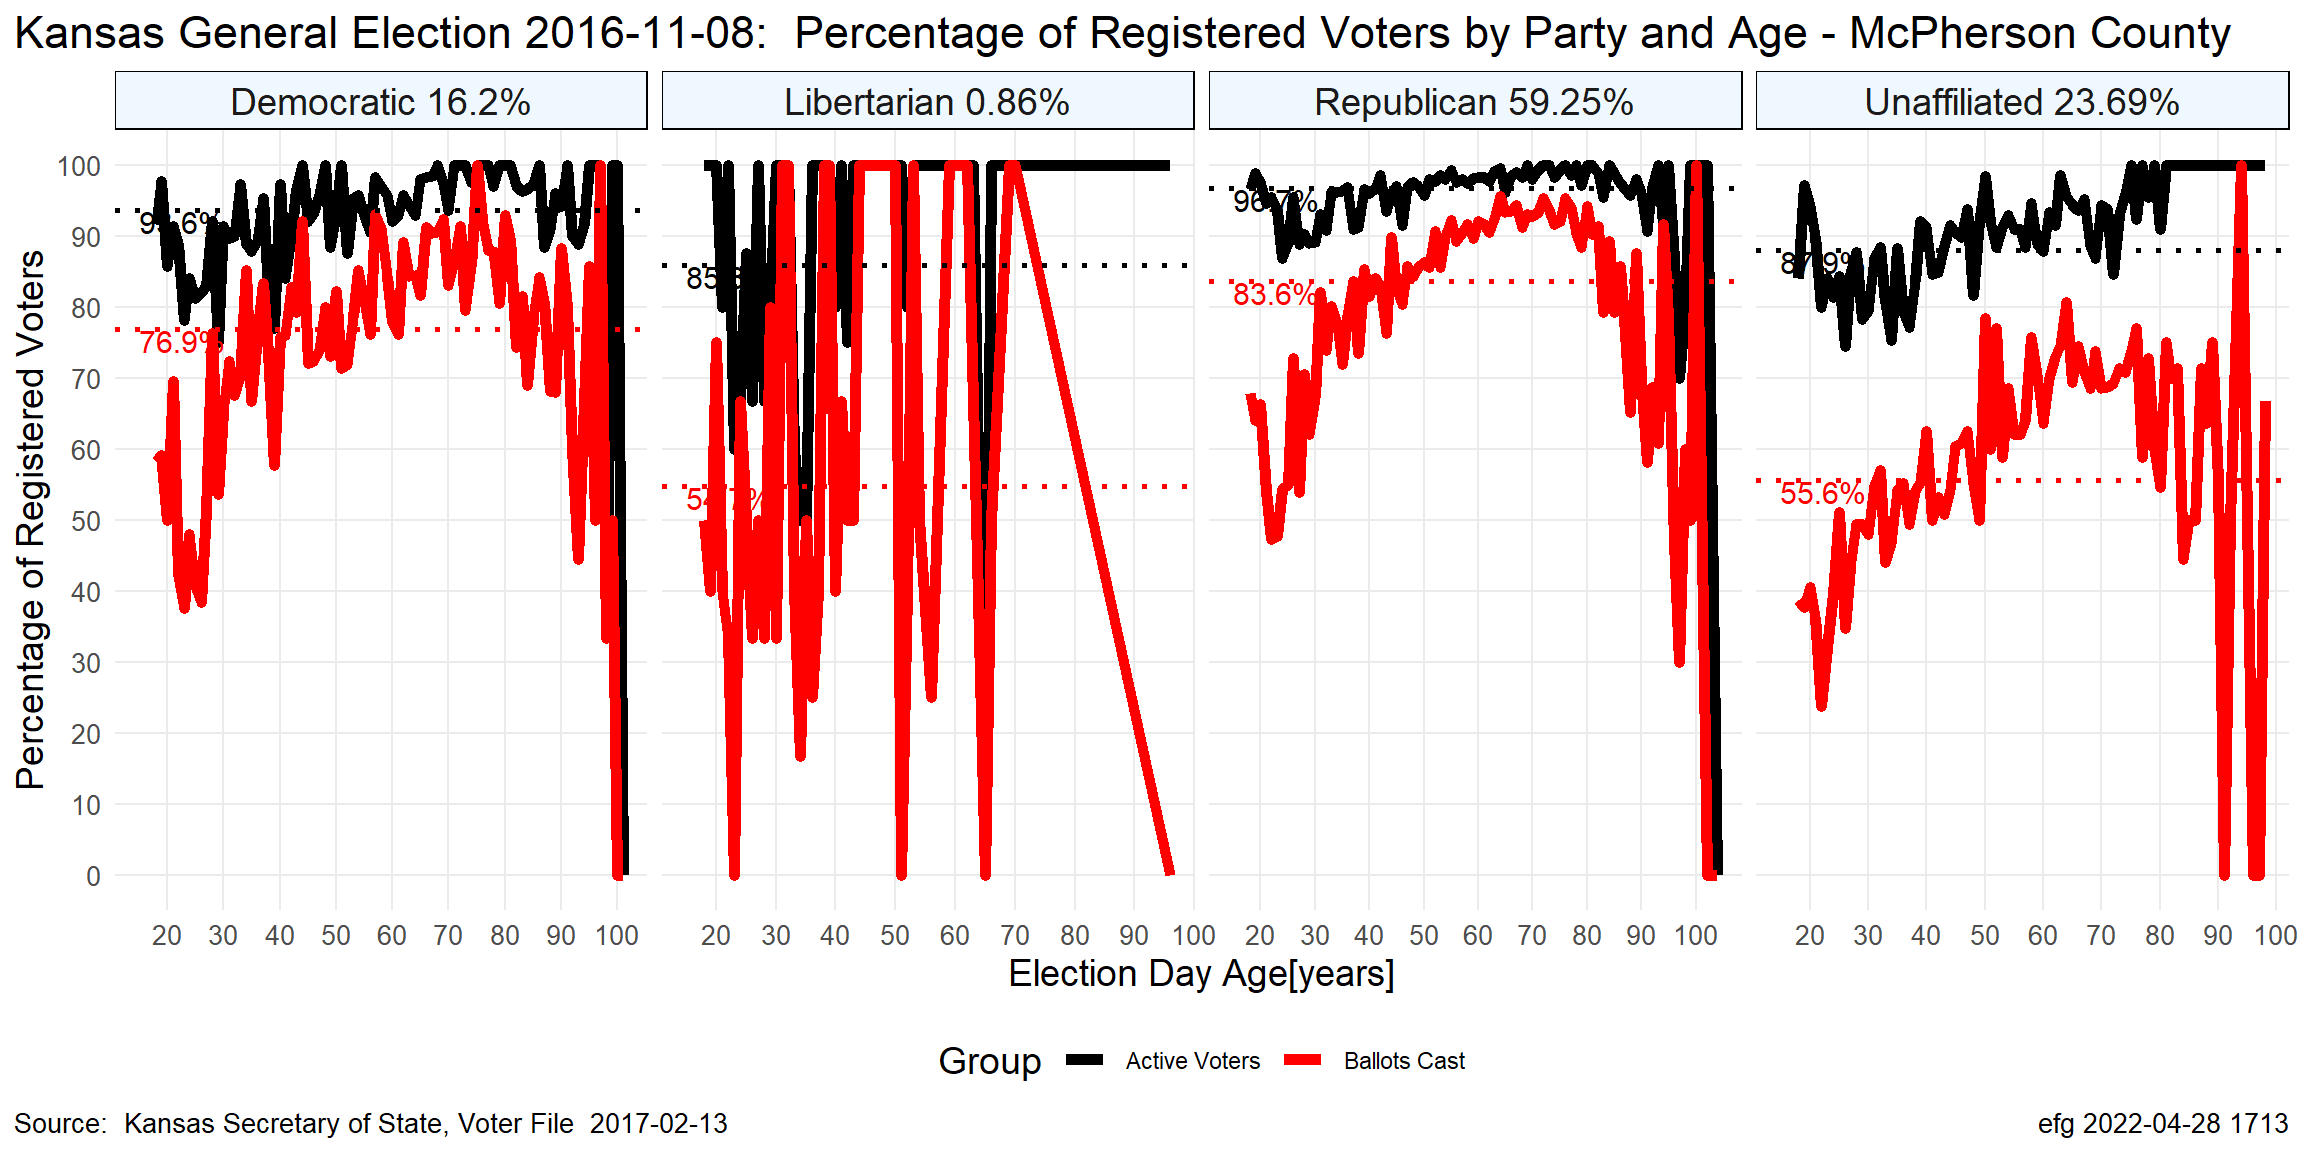 Kansas General Election 2016-11-08:  Percentage of Registered Voters by Party and Age - McPherson County
Democratic 16.2%
Libertarian 0.86%
Republican 59.25%
Unaffiliated 23.69%
Percentage of Registered Voters
100
90
80
70
60
50
40
30
20
10
0
76.9%
96.7%
83.6%
87.9%
55.6%
20 30 40 50 60 70 80 90 100
20 30 40 50 60 70 80 90 100
20 30 40 50 60 70 80 90 100
20 30 40 50 60 70 80 90 100
Election Day Age[years]
Group Active Voters Ballots Cast
Source:  Kansas Secretary of State, Voter File  2017-02-13
efg 2022-04-28 1713